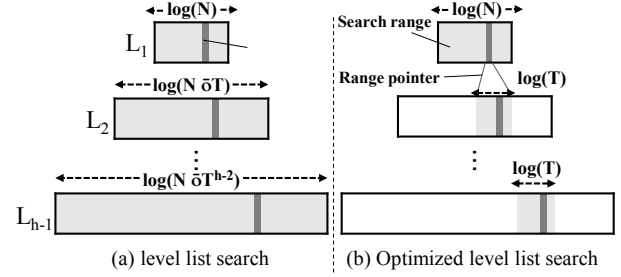 log(N)
L1
log(N ōT)
L2
⋮
log(N ōTh-2)
Lh-1
(a) level list search
log(N)
Search range
Range pointer
log(T)
⋮
log(T)
(b) Optimized level list search